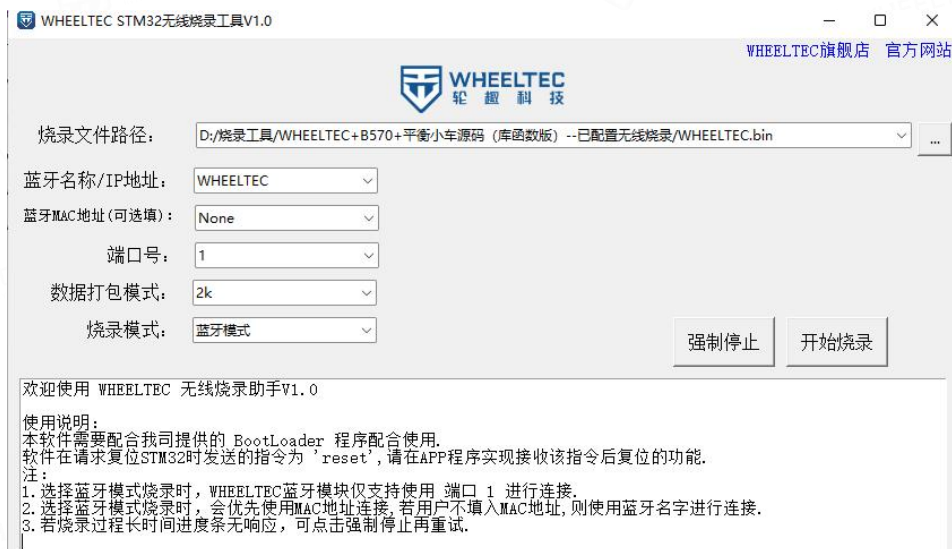 WHEELTEC STM32无线烧录工具V1.0
WHEELTEC旗舰店 官方网站
WHEELTEC
轮趣科技
烧录文件路径: D:/烧录工具/WHEELTEC+B570+平衡小车源码（库函数版）--已配置无线烧录/WHEELTEC.bin ...
蓝牙名称/IP地址: WHEELTEC
蓝牙MAC地址(可选填): None
端口号: 1
数据打包模式: 2k
烧录模式: 蓝牙模式
强制停止 开始烧录
欢迎使用 WHEELTEC 无线烧录助手V1.0
使用说明:
本软件需要配合我司提供的 BootLoader 程序配合使用.
软件在请求复位STM32时发送的指令为 'reset',请在APP程序实现接收该指令后复位的功能.
注:
1.选择蓝牙模式烧录时，WHEELTEC蓝牙模块仅支持使用 端口 1 进行连接.
2.选择蓝牙模式烧录时，会优先使用MAC地址连接,若用户不填入MAC地址,则使用蓝牙名字进行连接.
3.若烧录过程长时间进度条无响应，可点击强制停止再重试.